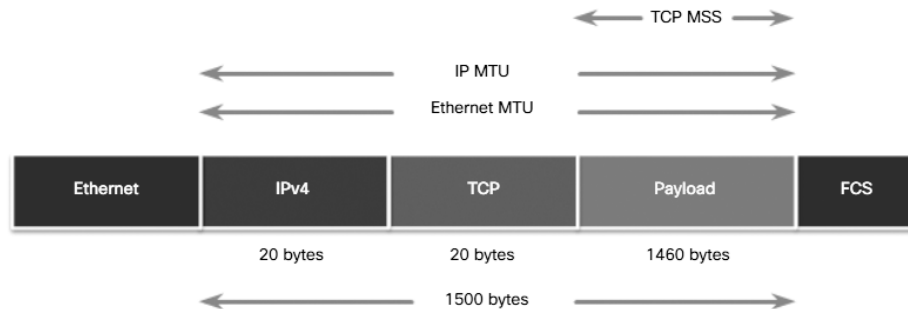 TCP MSS
IP MTU
Ethernet MTU
Ethernet IPv4 TCP Payload FCS
20 bytes 20 bytes 1460 bytes
1500 bytes